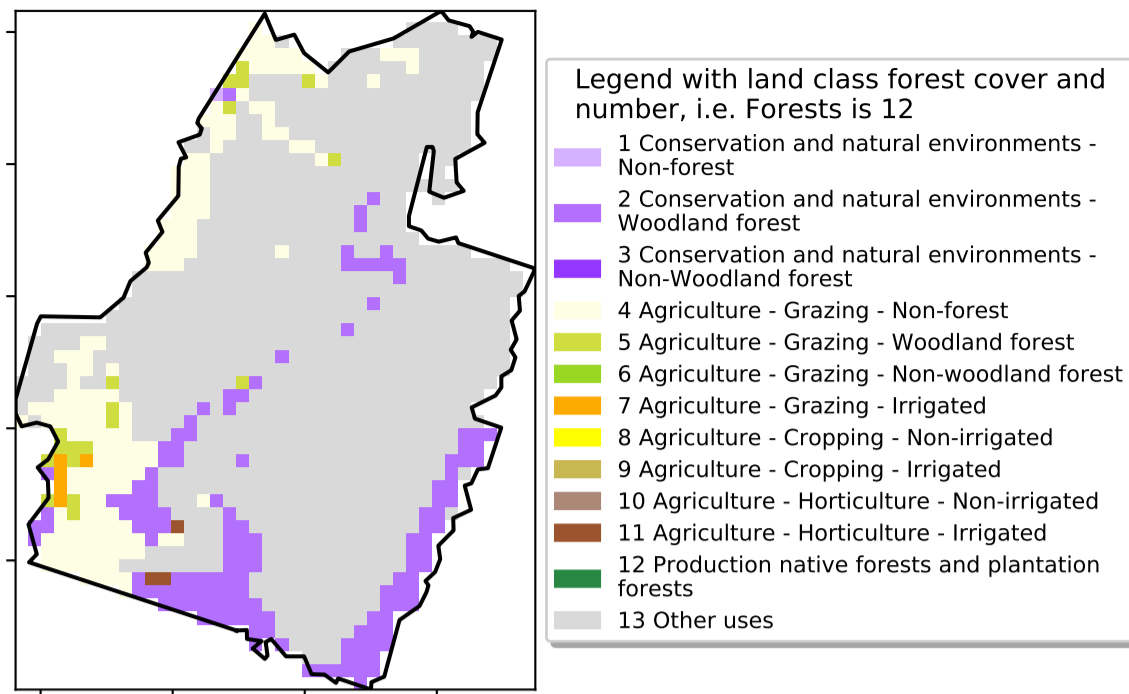 Legend with land class forest cover and
number, i.e. Forests is 12
1 Conservation and natural environments -
Non-forest
2 Conservation and natural environments -
Woodland forest
3 Conservation and natural environments -
Non-Woodland forest
4 Agriculture - Grazing - Non-forest
5 Agriculture - Grazing - Woodland forest
6 Agriculture - Grazing - Non-woodland forest
7 Agriculture - Grazing - Irrigated
8 Agriculture - Cropping - Non-irrigated
9 Agriculture - Cropping - Irrigated
10 Agriculture - Horticulture - Non-irrigated
11 Agriculture - Horticulture - Irrigated
12 Production native forests and plantation
forests
13 Other uses